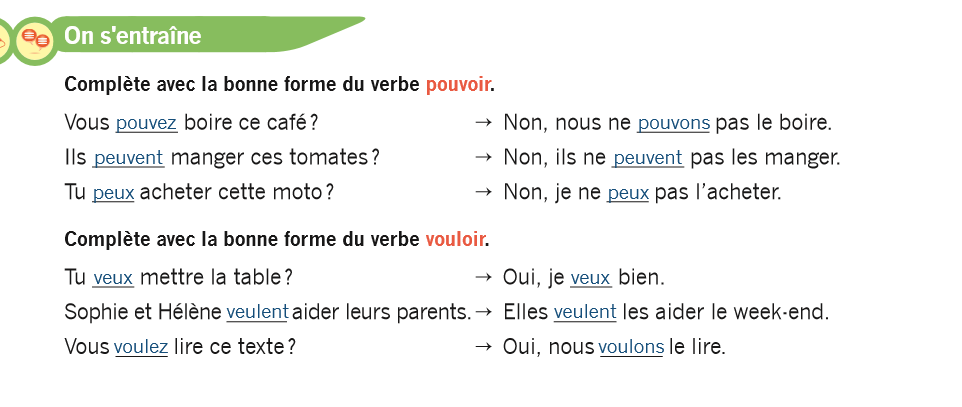 On s'entraîne
Complète avec la bonne forme du verbe pouvoir.
Vous pouvez boire ce café ? → Non, nous ne pouvons pas le boire.
Ils peuvent manger ces tomates ? → Non, ils ne peuvent pas les manger.
Tu peux acheter cette moto ? → Non, je ne peux pas l’acheter.
Complète avec la bonne forme du verbe vouloir.
Tu veux mettre la table ? → Oui, je veux bien.
Sophie et Hélène veulent aider leurs parents. → Elles veulent les aider le week-end.
Vous voulez lire ce texte ? → Oui, nous voulons le lire.